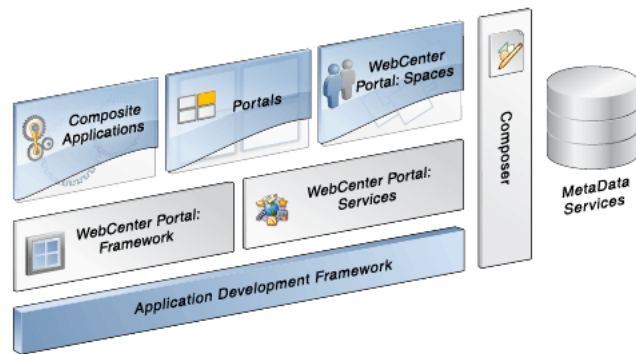 Composite
Applications
Portals
WebCenter
Portal: Spaces
WebCenter Portal:
Framework
WebCenter Portal:
Services
Application Development Framework
Composer
MetaData
Services